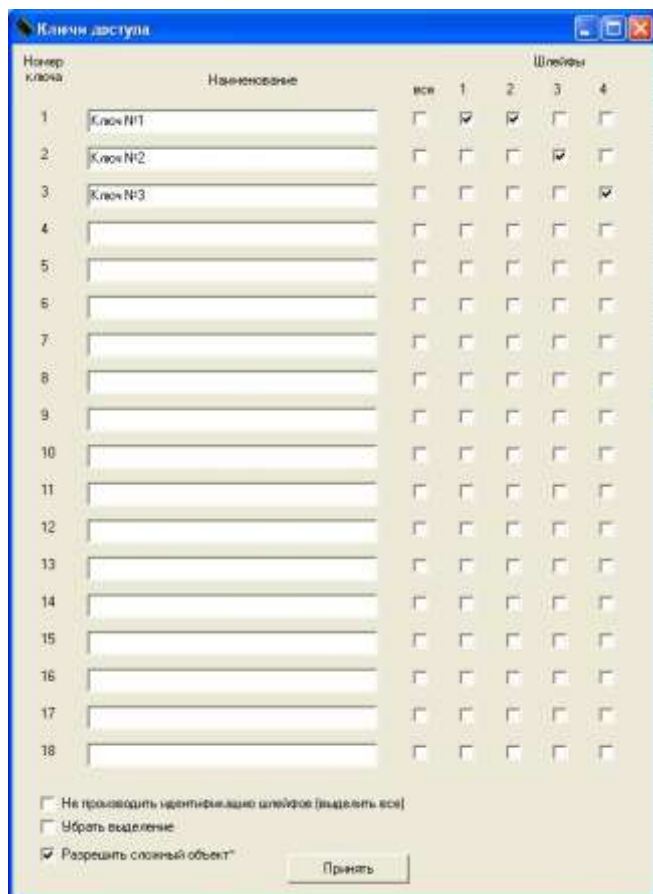 Ключи доступа
Номер ключа Наименование Шлейфы
все 1 2 3 4
1 Ключ №1
2 Ключ №2
3 Ключ №3
4
5
6
7
8
9
10
11
12
13
14
15
16
17
18
Не производить идентификацию шлейфов (выделить все)
Убрать выделение
Разрешить сложный объект*
Принять